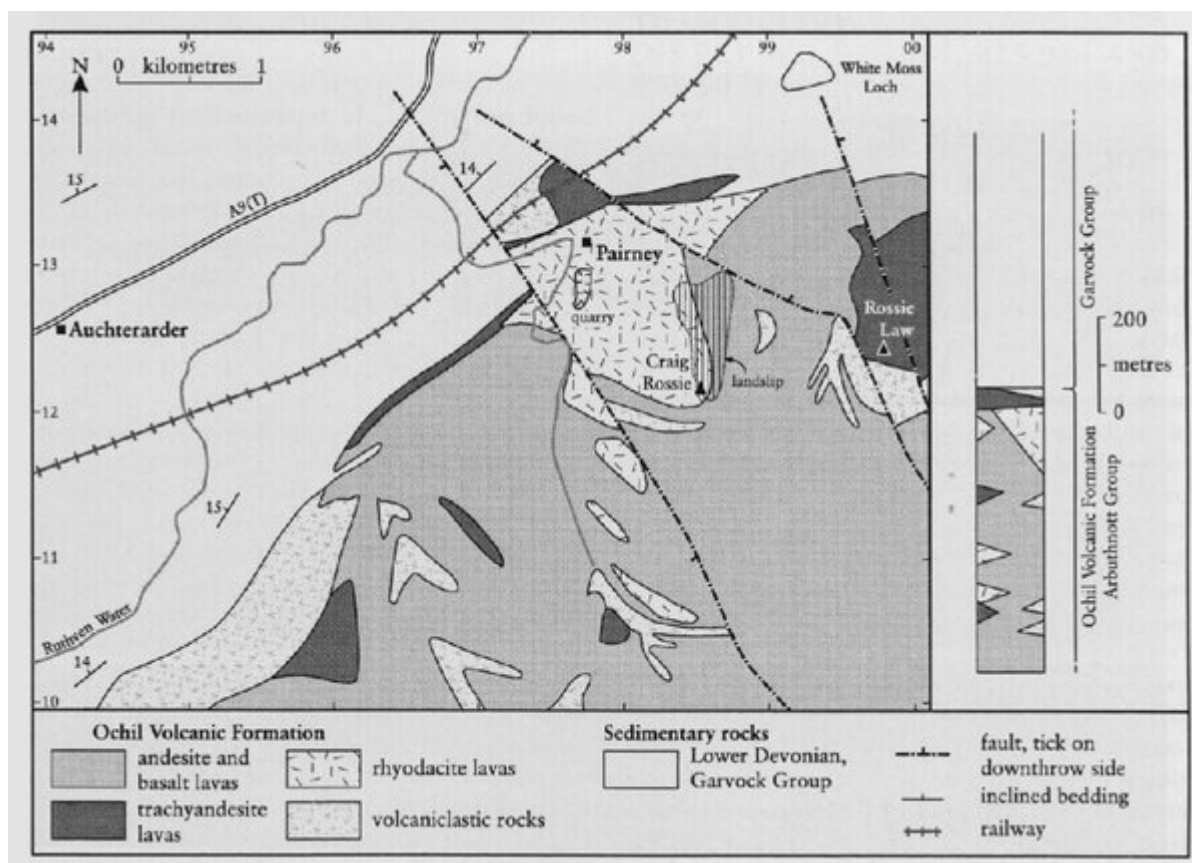 94 95 96 97 98 99 00
N 0 kilometres 1
White Moss
Loch
14
14
15
A9(T)
13
Pairney
Auchterarder
quarry
Rossie
Law
Craig
Rossie
landslip
12
15
11
Ruthven Water
14
10
Garvock Group
200
metres
0
Ochil Volcanic Formation
Arbuthnott Group
Ochil Volcanic Formation
andesite and
basalt lavas
trachyandesite
lavas
rhyodacite lavas
volcaniclastic rocks
Sedimentary rocks
Lower Devonian,
Garvock Group
fault, tick on
downthrow side
inclined bedding
railway